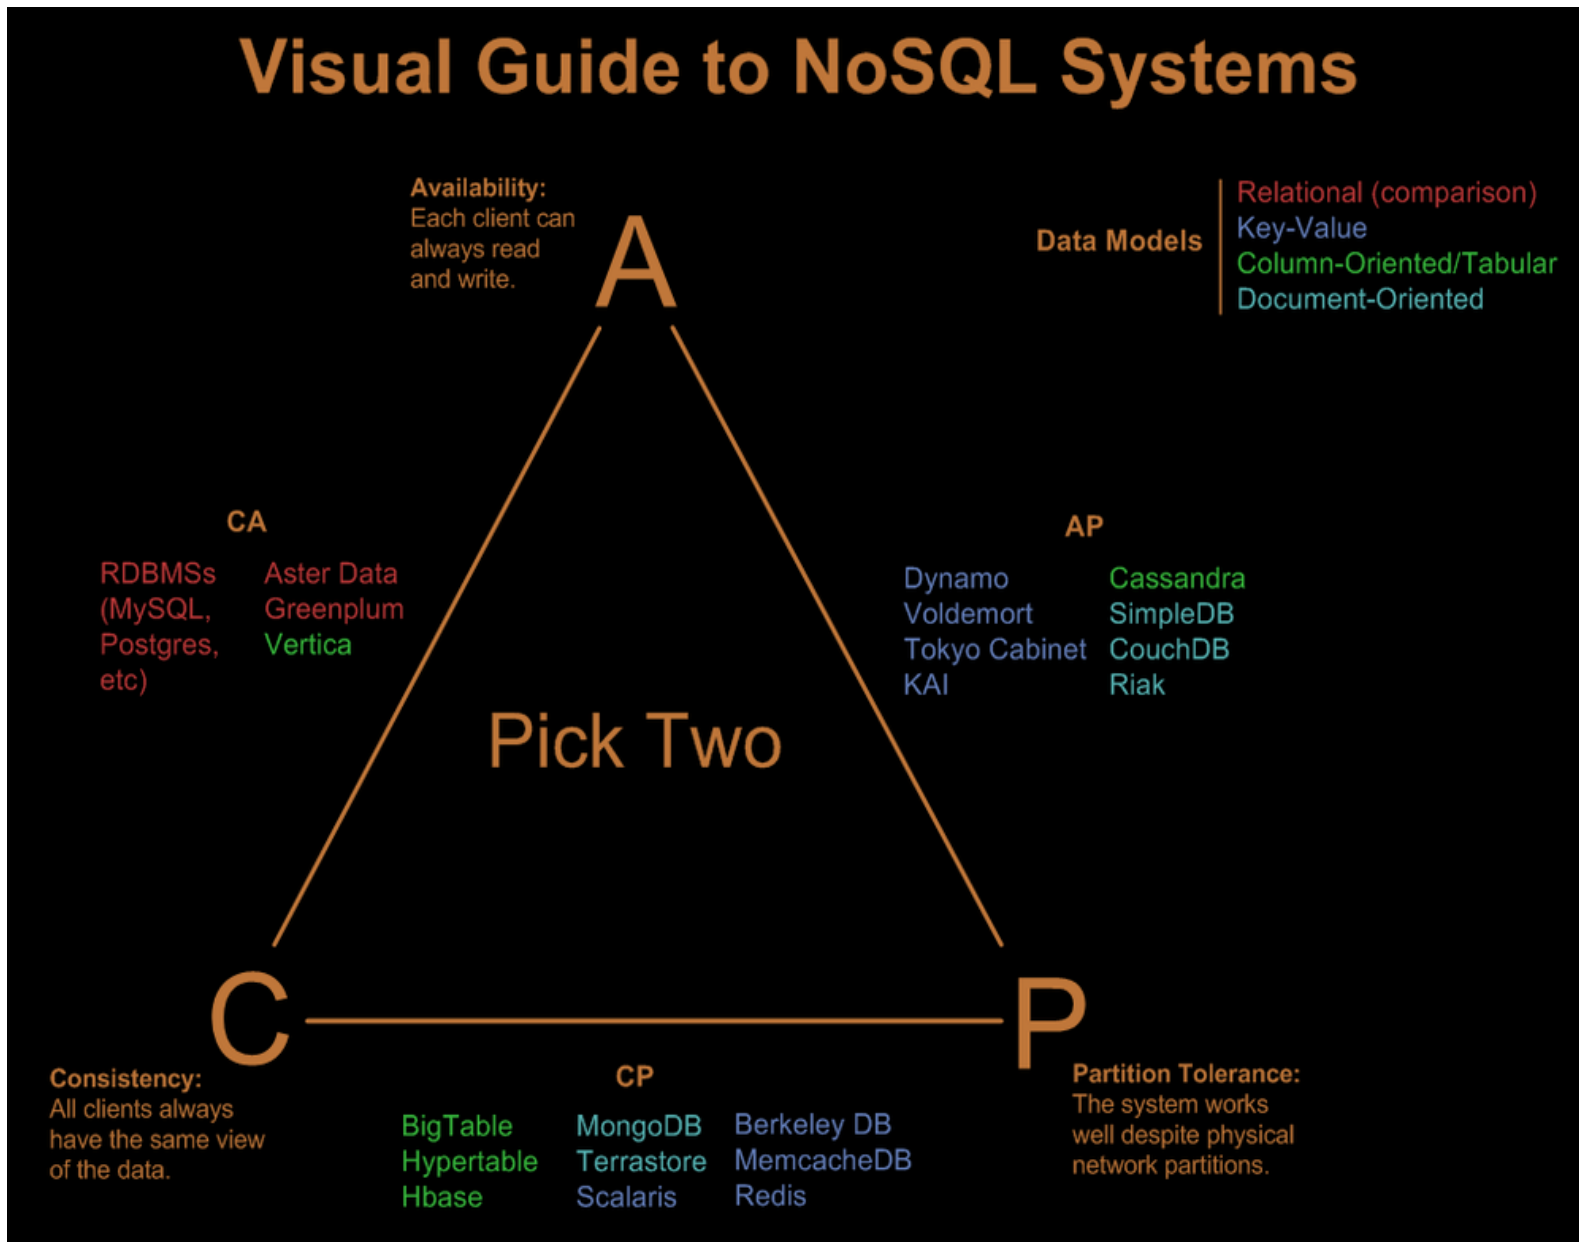 Visual Guide to NoSQL Systems
Availability:
Each client can
always read
and write.
A
Data Models
Relational (comparison)
Key-Value
Column-Oriented/Tabular
Document-Oriented
CA
RDBMSs
(MySQL,
Postgres,
etc)
Aster Data
Greenplum
Vertica
AP
Dynamo
Voldemort
Tokyo Cabinet
KAI
Cassandra
SimpleDB
CouchDB
Riak
Pick Two
C
Consistency:
All clients always
have the same view
of the data.
CP
BigTable
Hypertable
Hbase
MongoDB
Terrastore
Scalaris
Berkeley DB
MemcacheDB
Redis
P
Partition Tolerance:
The system works
well despite physical
network partitions.